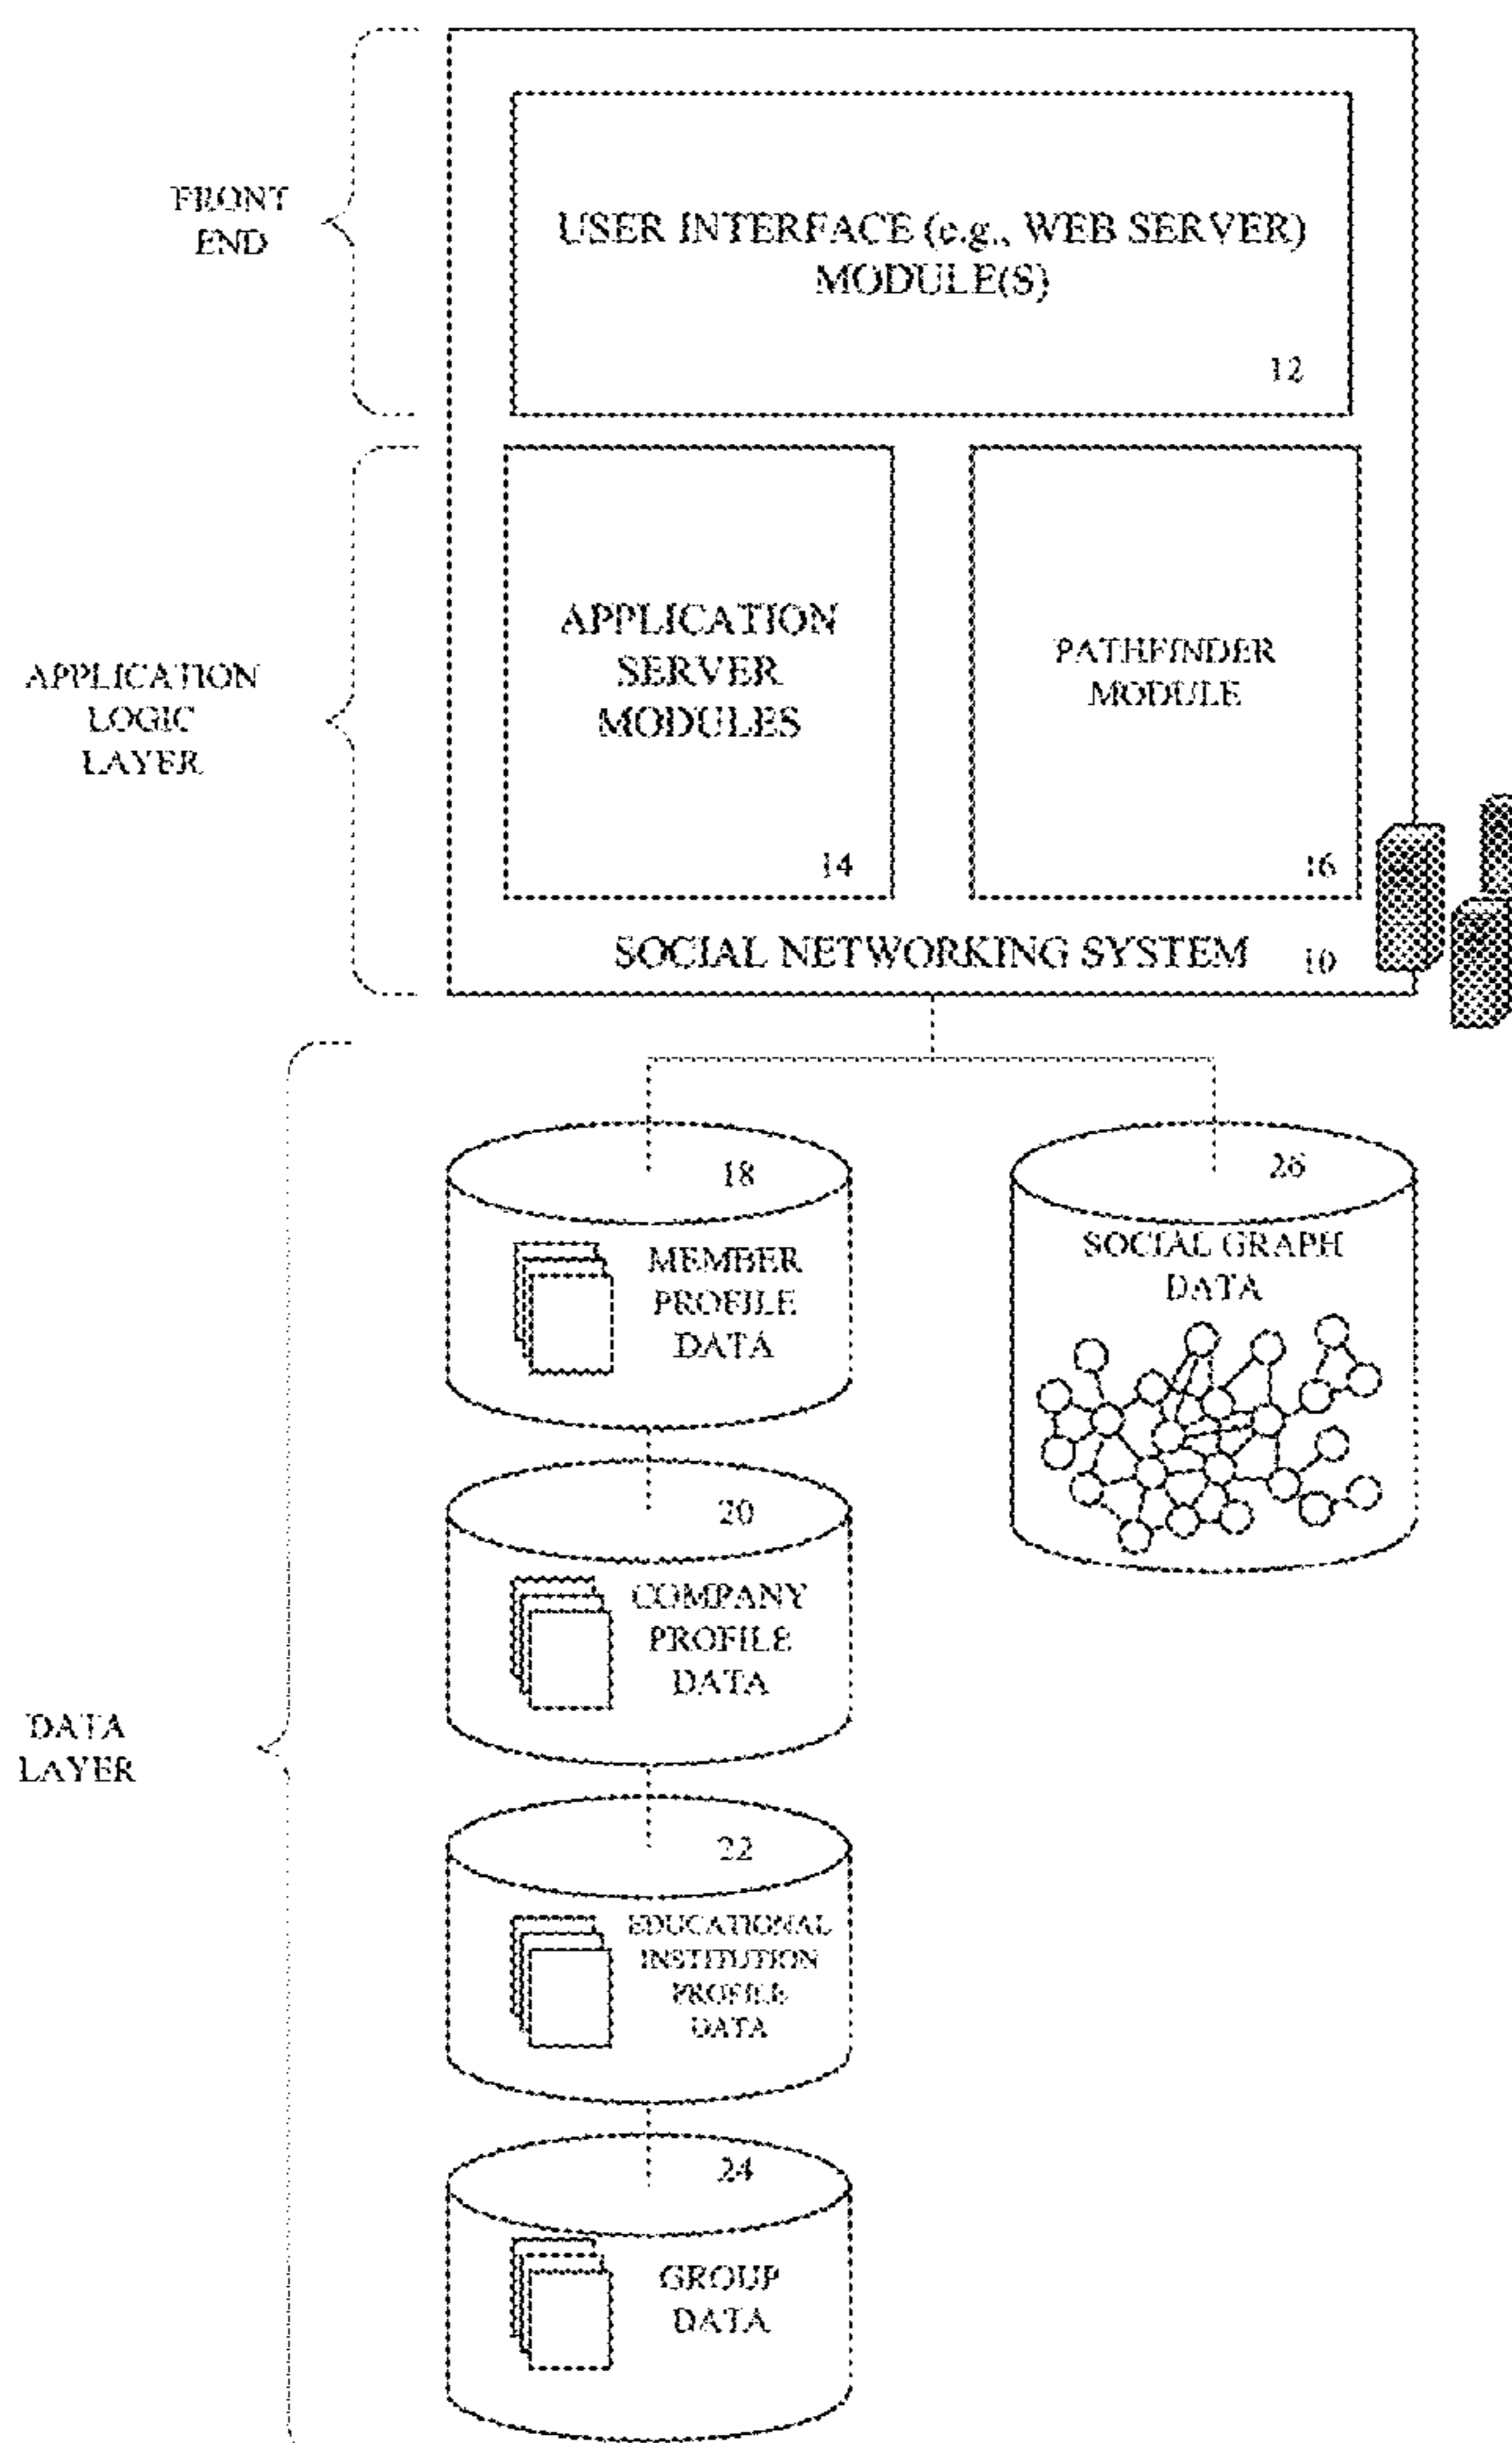 FRONT
END
USER INTERFACE (e.g., WEB SERVER)
MODULE(S)
12
APPLICATION
LOGIC
LAYER
APPLICATION
SERVER
MODULES
14
PATHFINDER
MODULE
16
SOCIAL NETWORKING SYSTEM 10
DATA
LAYER
18
MEMBER
PROFILE
DATA
26
SOCIAL GRAPH
DATA
20
COMPANY
PROFILE
DATA
22
EDUCATIONAL
INSTITUTION
PROFILE
DATA
24
GROUP
DATA